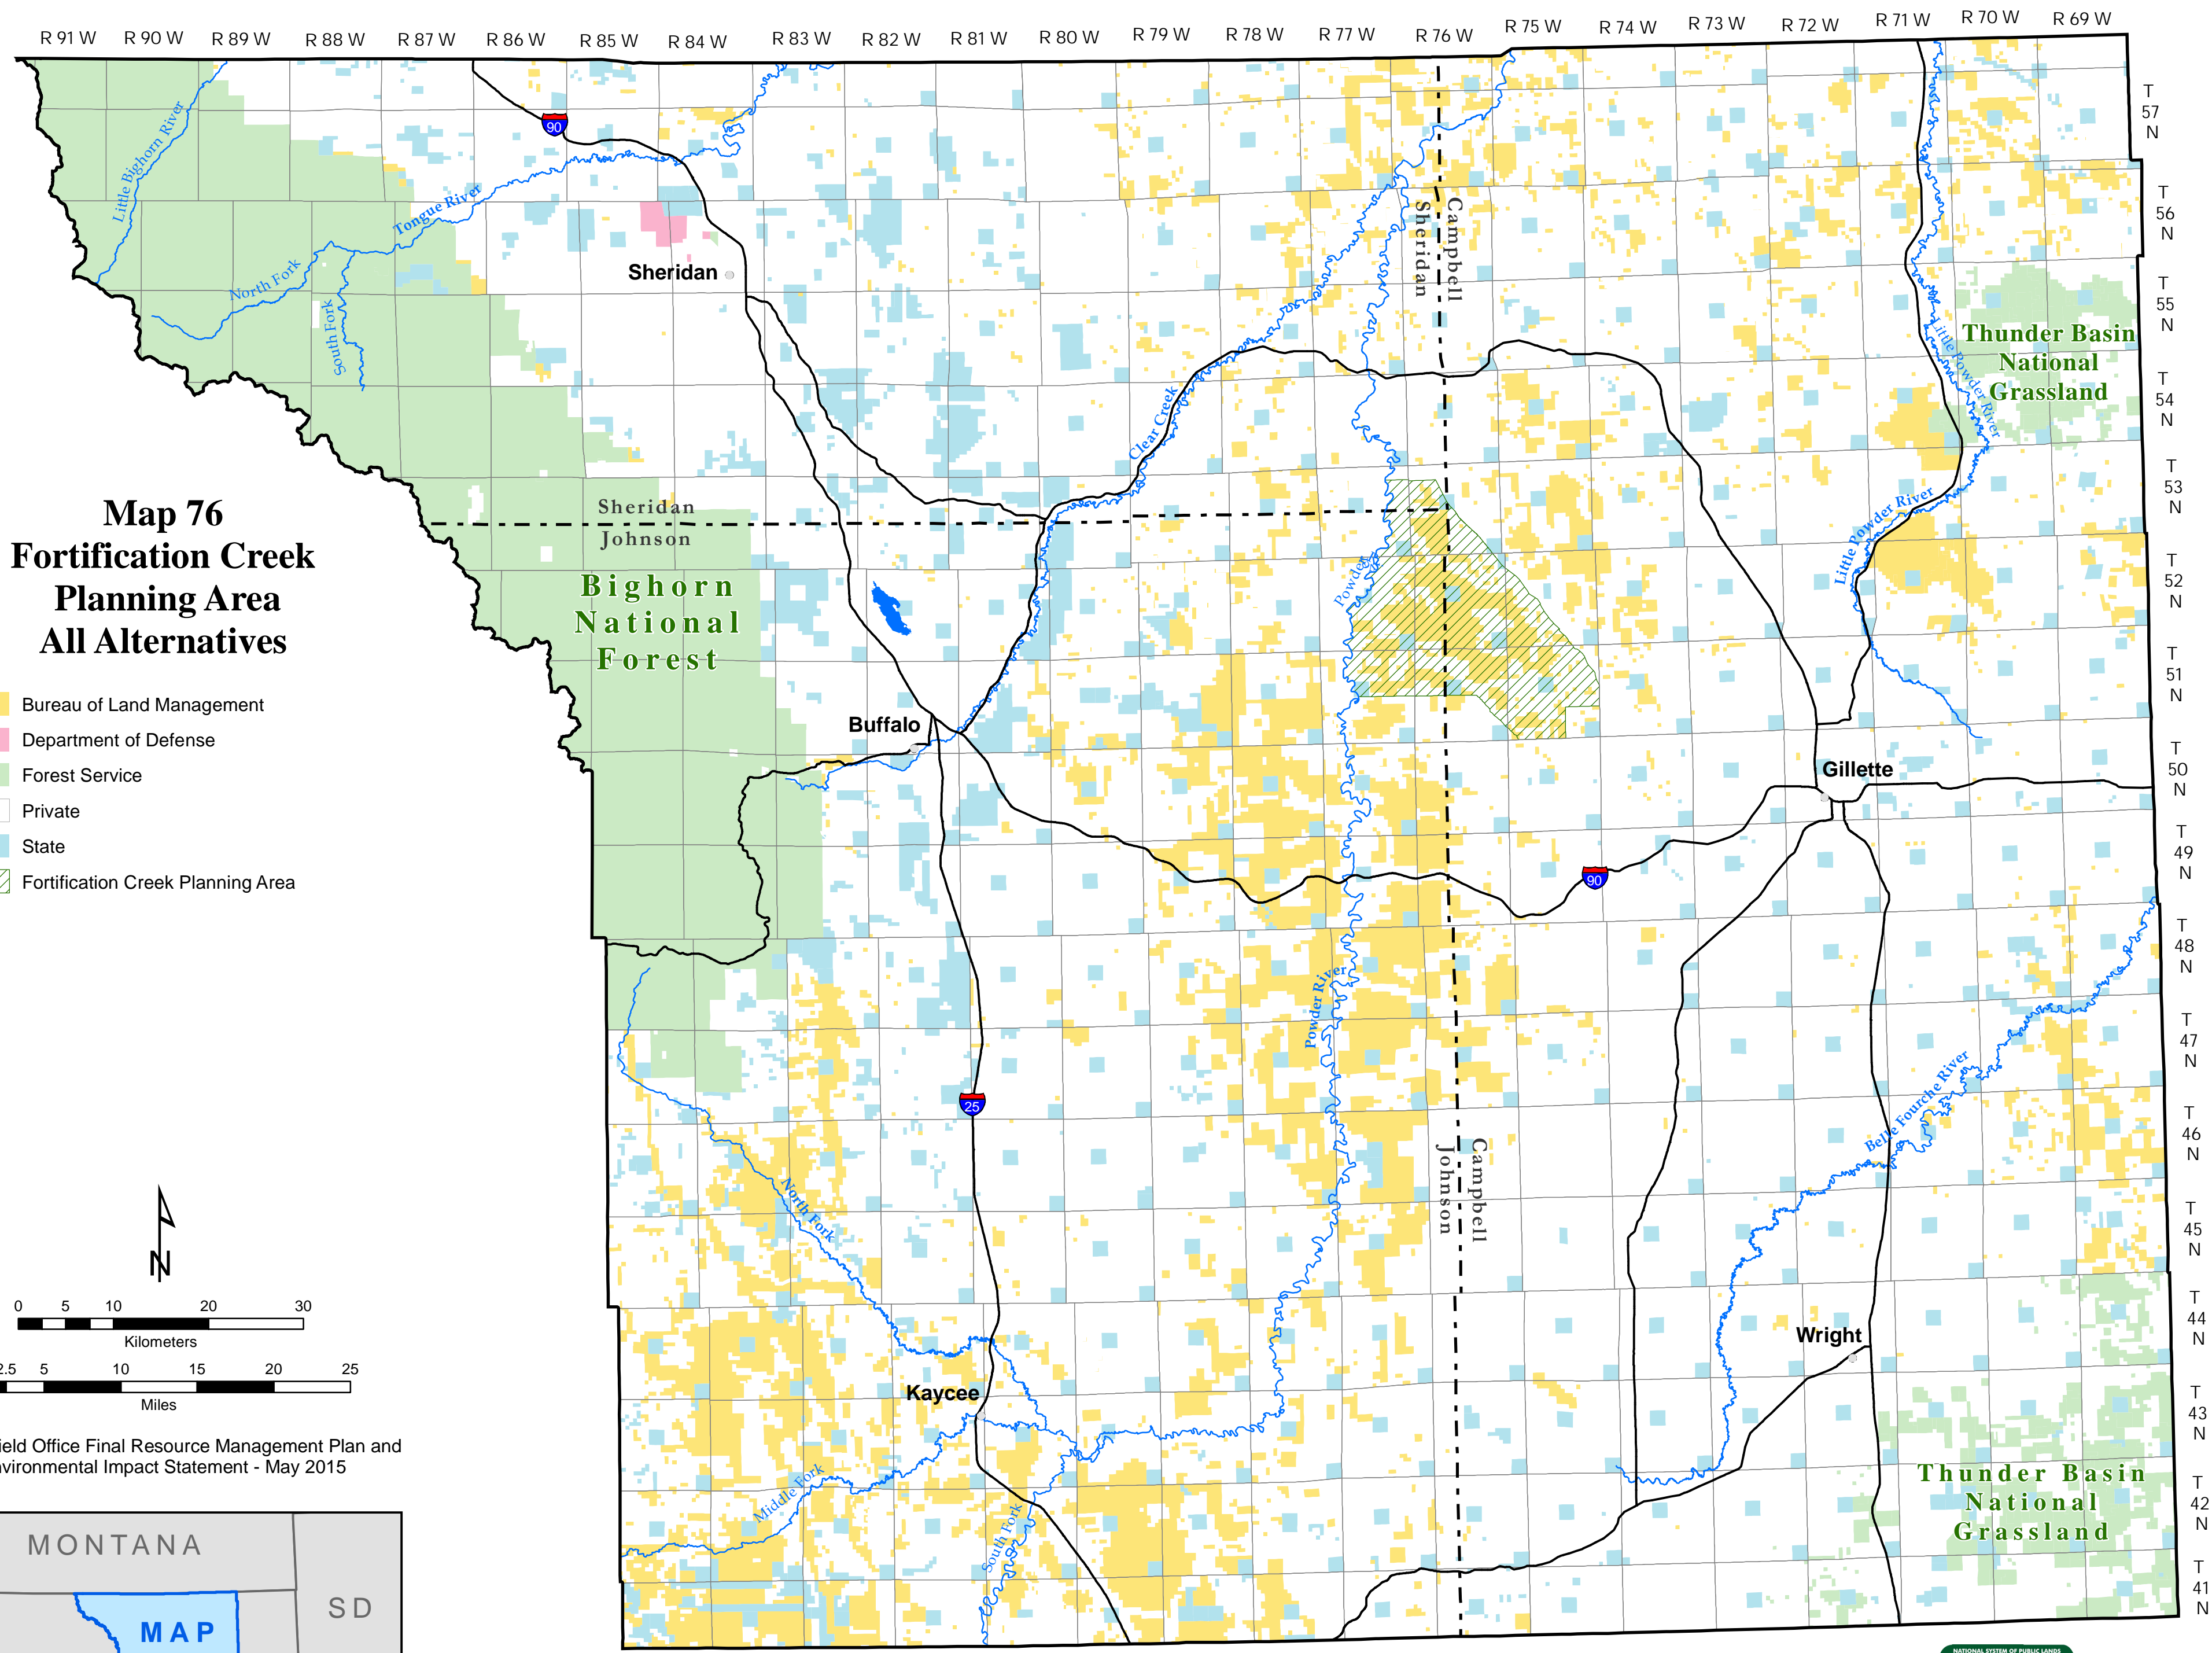 R 91 W R 90 W R 89 W R 88 W R 87 W R 86 W R 85 W R 84 W R 83 W R 82 W R 81 W R 80 W R 79 W R 78 W R 77 W R 76 W R 75 W R 74 W R 73 W R 72 W R 71 W R 70 W R 69 W
T
57
N
T
56
N
T
55
N
T
54
N
T
53
N
T
52
N
T
51
N
T
50
N
T
49
N
T
48
N
T
47
N
T
46
N
T
45
N
T
44
N
T
43
N
T
42
N
T
41
N
90
Little Bighorn River
Tongue River
North Fork
South Fork
Sheridan
Sheridan
Campbell
Clear Creek
Little Powder River
Thunder Basin
National
Grassland
Sheridan
Johnson
Bighorn
National
Forest
Powder
Little Powder River
Buffalo
Gillette
90
Powder River
25
Belle Fourche River
North Fork
Johnson
Campbell
Kaycee
Wright
Middle Fork
South Fork
Thunder Basin
National
Grassland
Map 76
Fortification Creek
Planning Area
All Alternatives
Bureau of Land Management
Department of Defense
Forest Service
Private
State
Fortification Creek Planning Area
N
0 5 10 20 30
Kilometers
2.5 5 10 15 20 25
Miles
ield Office Final Resource Management Plan and
vironmental Impact Statement - May 2015
MONTANA
SD
MAP
NATIONAL SYSTEM OF PUBLIC LANDS